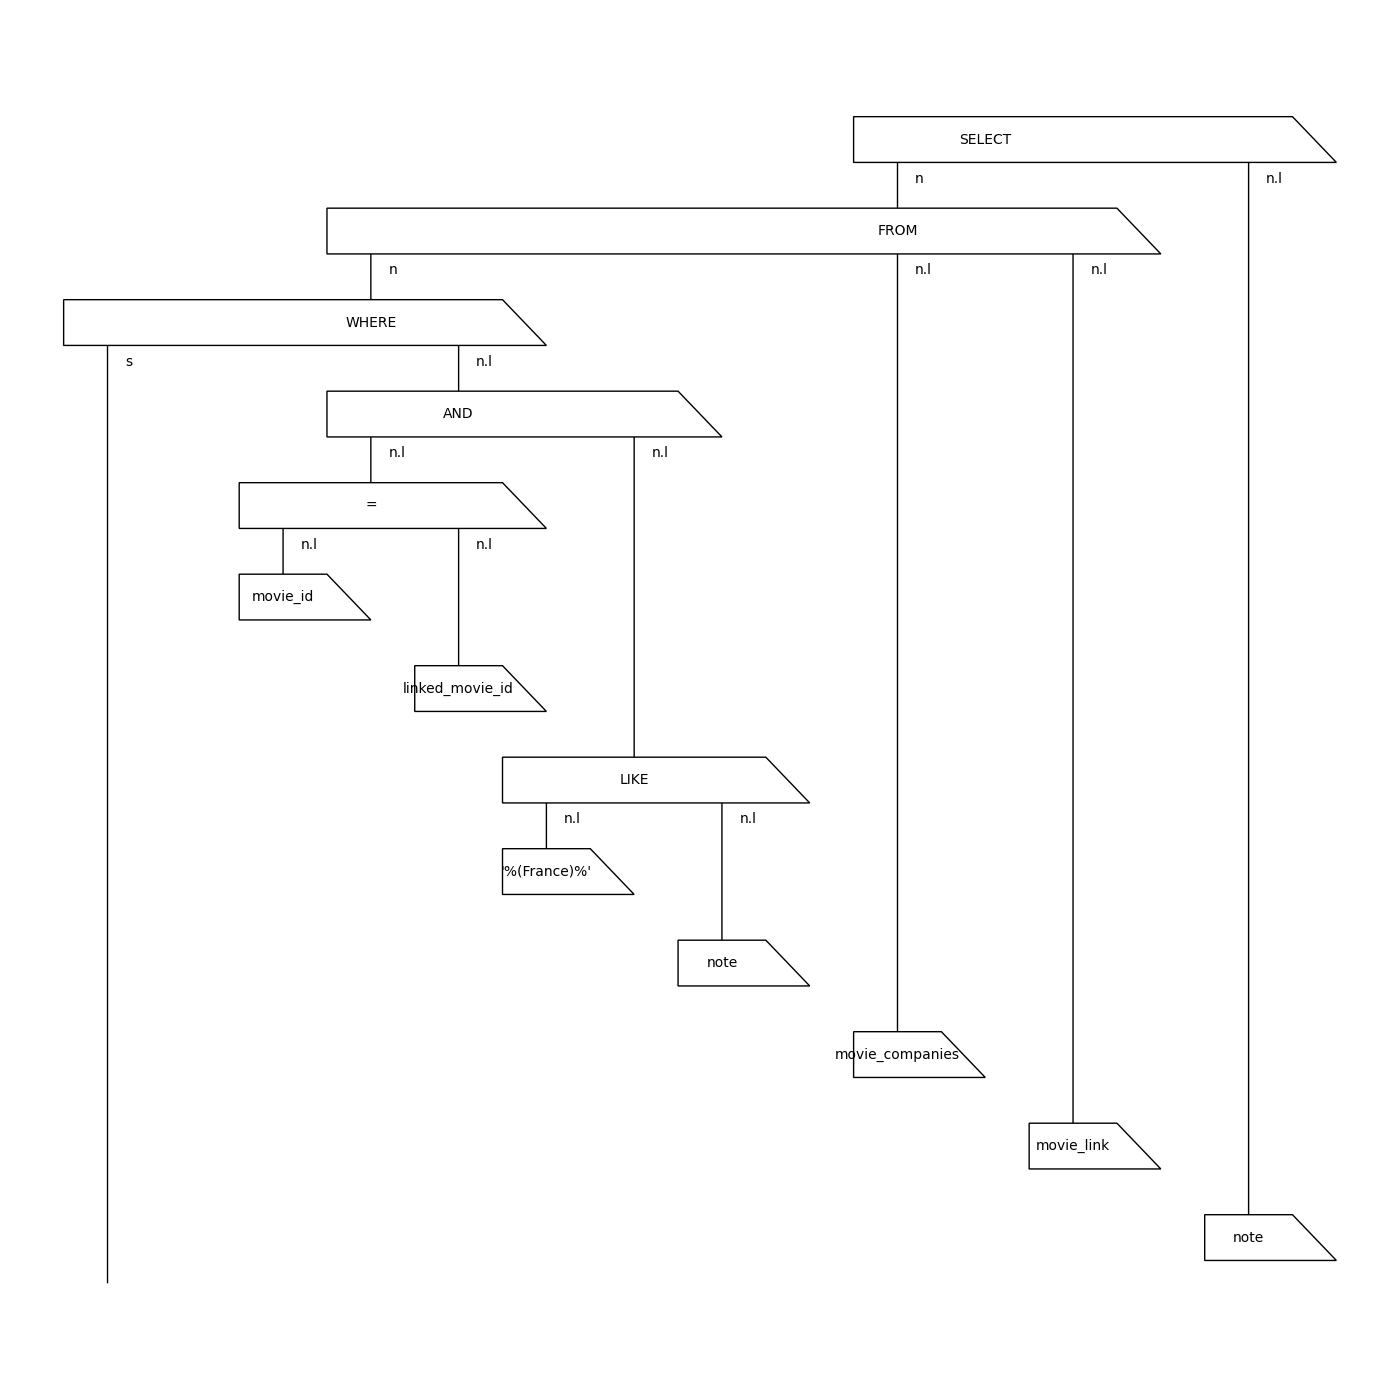 SELECT
n n.l
FROM
n n.l n.l
WHERE
s n.l
AND
n.l n.l
=
n.l n.l
movie_id
linked_movie_id
LIKE
n.l n.l
'%(France)%'
note
movie_companies
movie_link
note